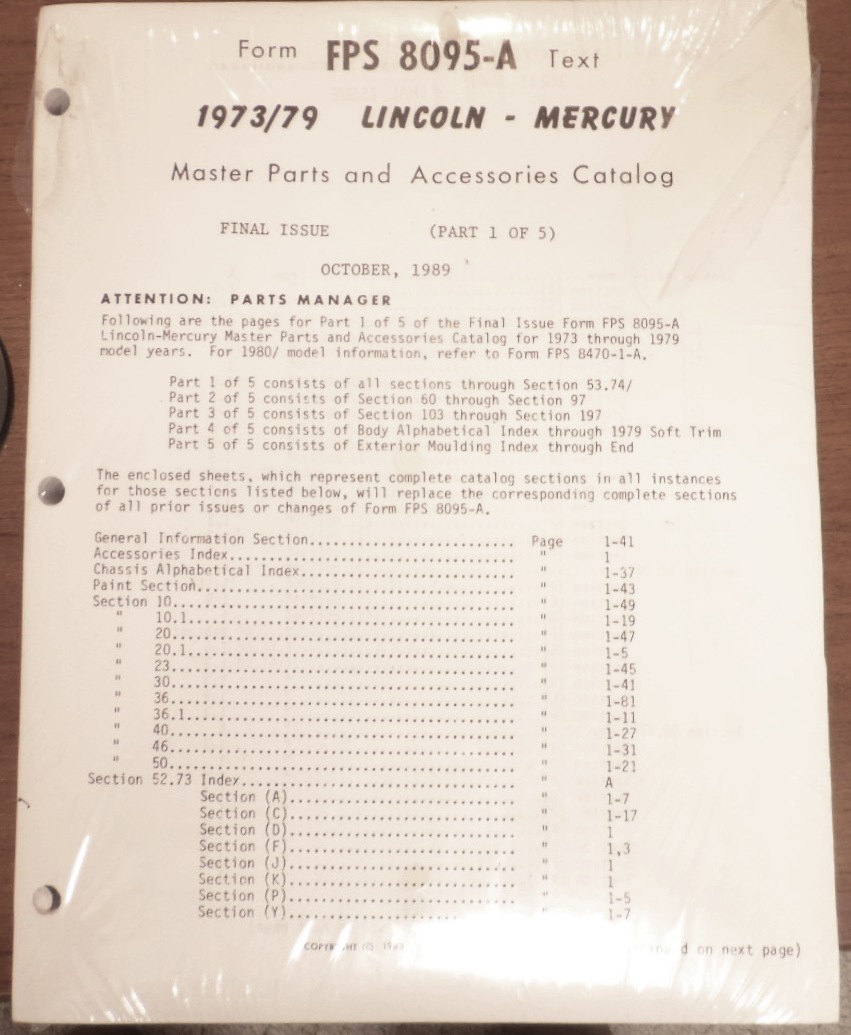 Form FPS 8095-A Text
1973/79 LINCOLN - MERCURY
Master Parts and Accessories Catalog
FINAL ISSUE (PART 1 OF 5)
OCTOBER, 1989
ATTENTION: PARTS MANAGER
Following are the pages for Part 1 of 5 of the Final Issue Form FPS 8095-A
Lincoln-Mercury Master Parts and Accessories Catalog for 1973 through 1979
model years. For 1980/ model information, refer to Form FPS 8470-1-A.
Part 1 of 5 consists of all sections through Section 53.74/
Part 2 of 5 consists of Section 60 through Section 97
Part 3 of 5 consists of Section 103 through Section 197
Part 4 of 5 consists of Body Alphabetical Index through 1979 Soft Trim
Part 5 of 5 consists of Exterior Moulding Index through End
The enclosed sheets, which represent complete catalog sections in all instances
for those sections listed below, will replace the corresponding complete sections
of all prior issues or changes of Form FPS 8095-A.
General Information Section.......................... Page 1-41
Accessories Index.................................... " 1
Chassis Alphabetical Index........................... " 1-37
Paint Section........................................ " 1-43
Section 10........................................... " 1-49
" 10.1......................................... " 1-19
" 20........................................... " 1-47
" 20.1......................................... " 1-5
" 23........................................... " 1-45
" 30........................................... " 1-41
" 36........................................... " 1-81
" 36.1......................................... " 1-11
" 40........................................... " 1-27
" 46........................................... " 1-31
" 50........................................... " 1-21
Section 52.73 Index.................................. " A
Section (A)............................. " 1-7
Section (C)............................. " 1-17
Section (D)............................. " 1
Section (F)............................. " 1,3
Section (J)............................. " 1
Section (K)............................. " 1
Section (P)............................. " 1-5
Section (Y)............................. " 1-7
on next page)